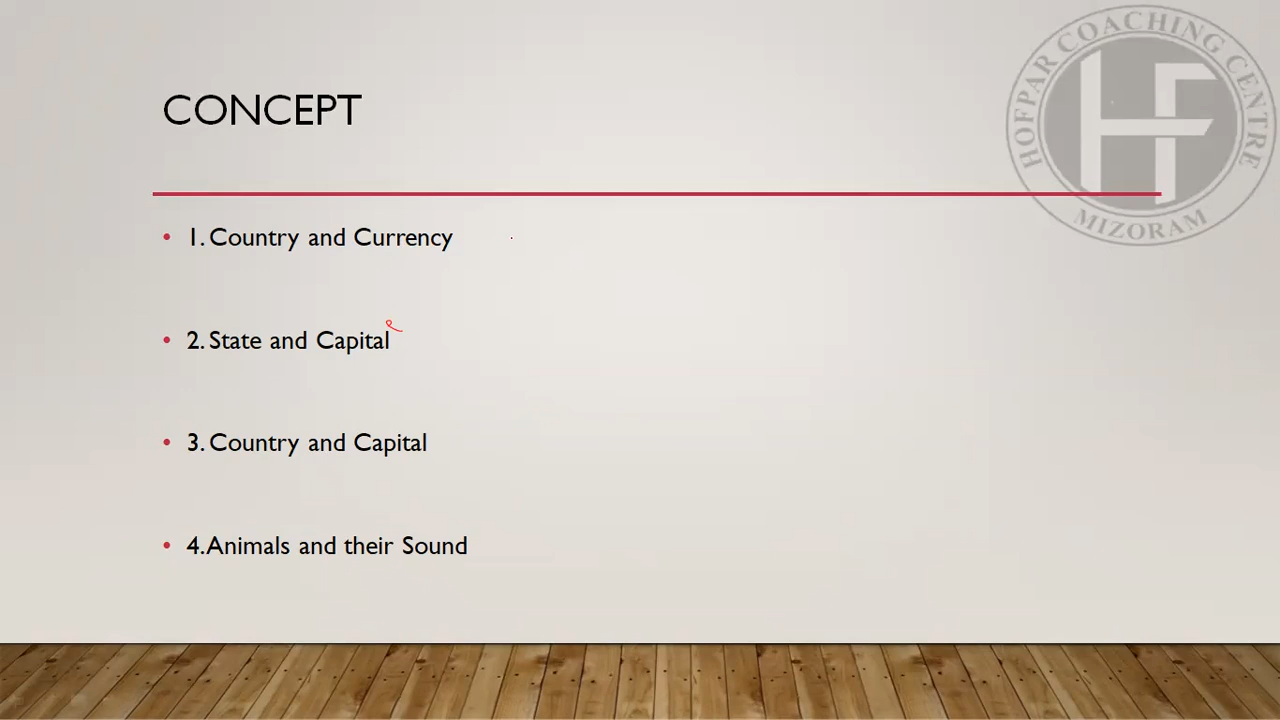 HOFPAR COACHING CENTRE
HF
MIZORAM
CONCEPT
• 1. Country and Currency
• 2. State and Capital
• 3. Country and Capital
• 4. Animals and their Sound